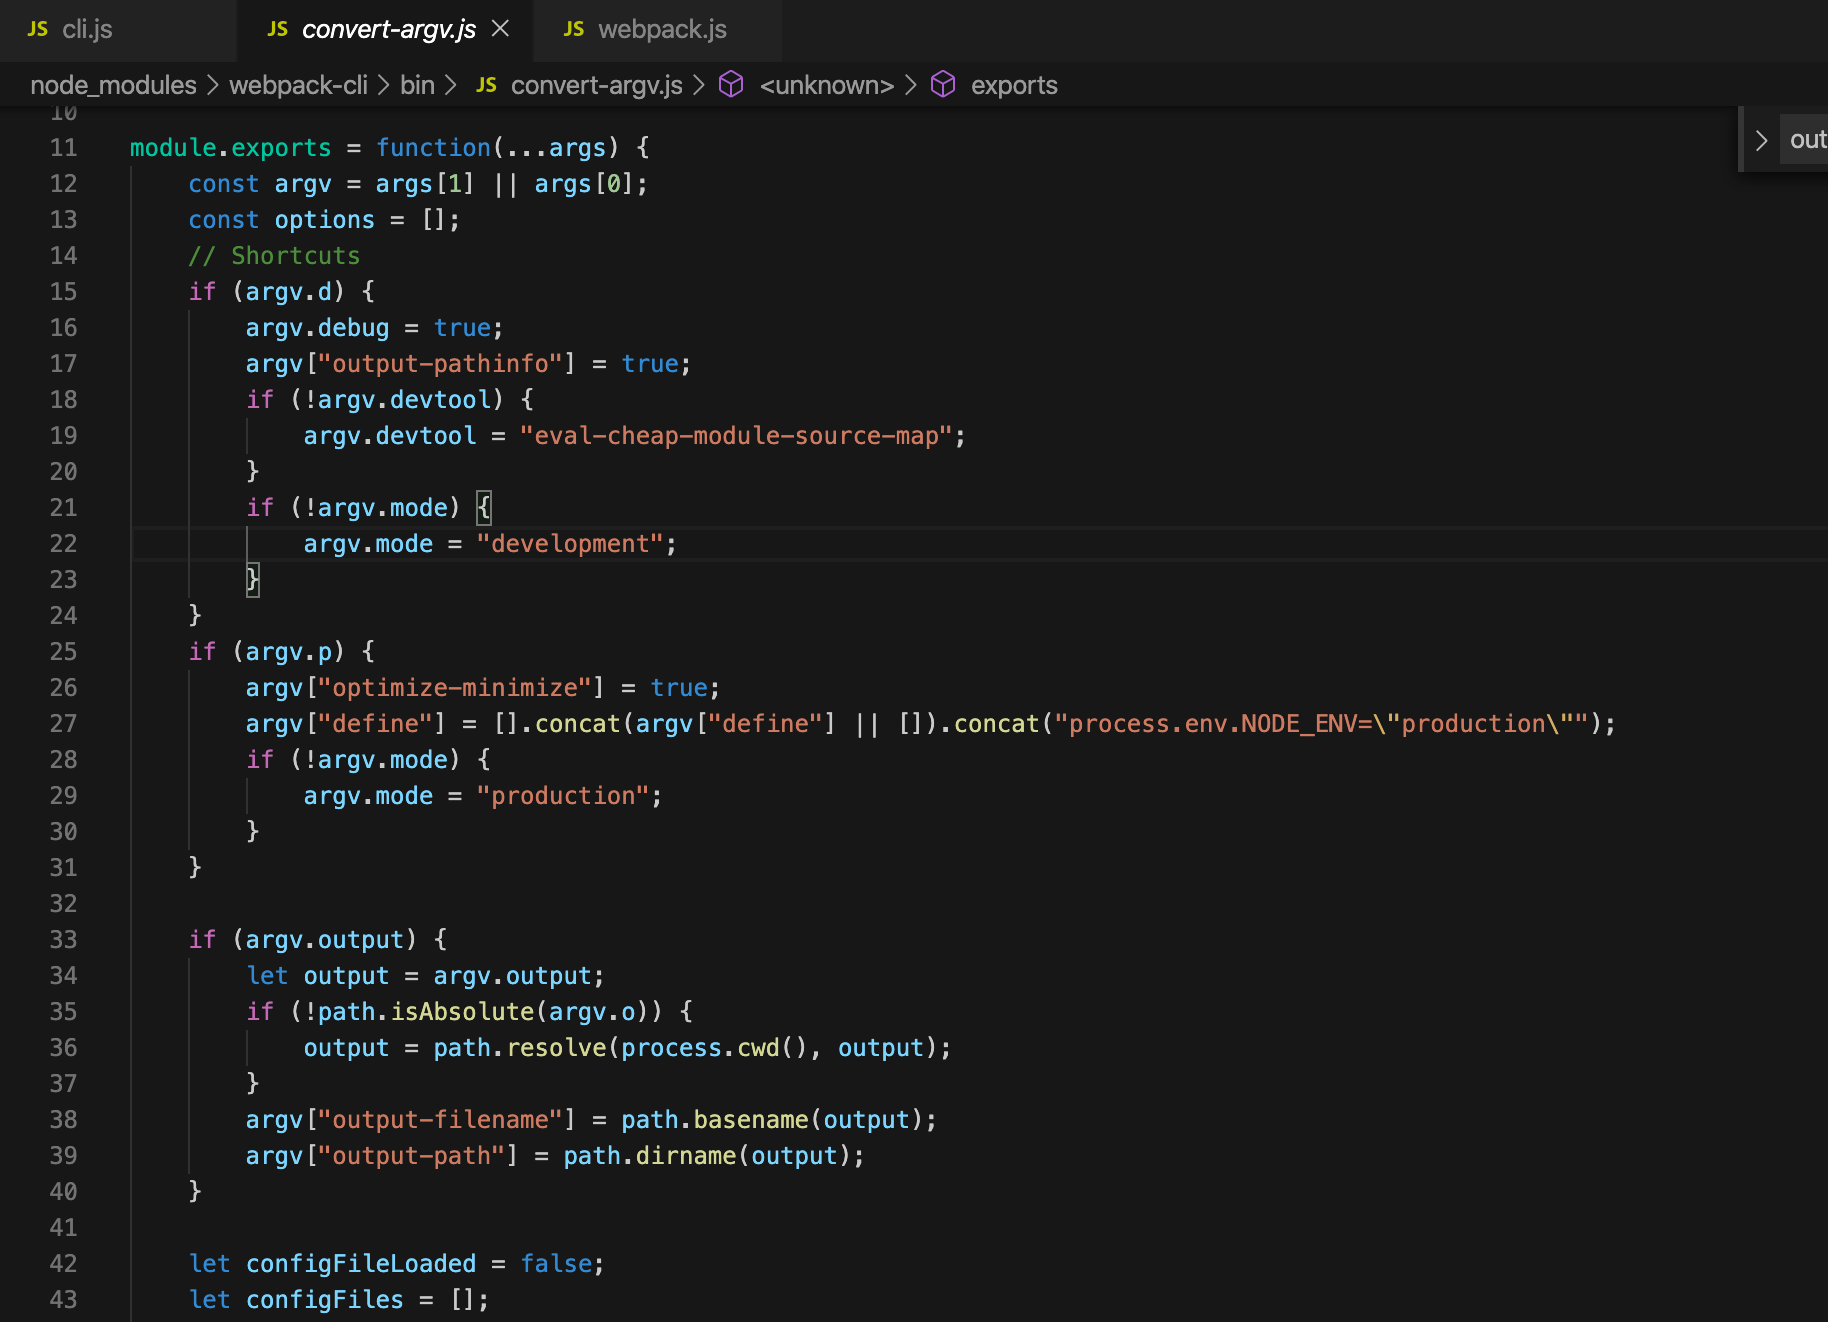 JS cli.js JS convert-argv.js JS webpack.js
node_modules > webpack-cli > bin > JS convert-argv.js > <unknown> > exports
10
11 module.exports = function(...args) {
12     const argv = args[1] || args[0];
13     const options = [];
14     // Shortcuts
15     if (argv.d) {
16         argv.debug = true;
17         argv["output-pathinfo"] = true;
18         if (!argv.devtool) {
19             argv.devtool = "eval-cheap-module-source-map";
20         }
21         if (!argv.mode) {
22             argv.mode = "development";
23         }
24     }
25     if (argv.p) {
26         argv["optimize-minimize"] = true;
27         argv["define"] = [].concat(argv["define"] || []).concat("process.env.NODE_ENV=\"production\"");
28         if (!argv.mode) {
29             argv.mode = "production";
30         }
31     }
32
33     if (argv.output) {
34         let output = argv.output;
35         if (!path.isAbsolute(argv.o)) {
36             output = path.resolve(process.cwd(), output);
37         }
38         argv["output-filename"] = path.basename(output);
39         argv["output-path"] = path.dirname(output);
40     }
41
42     let configFileLoaded = false;
43     let configFiles = [];
out